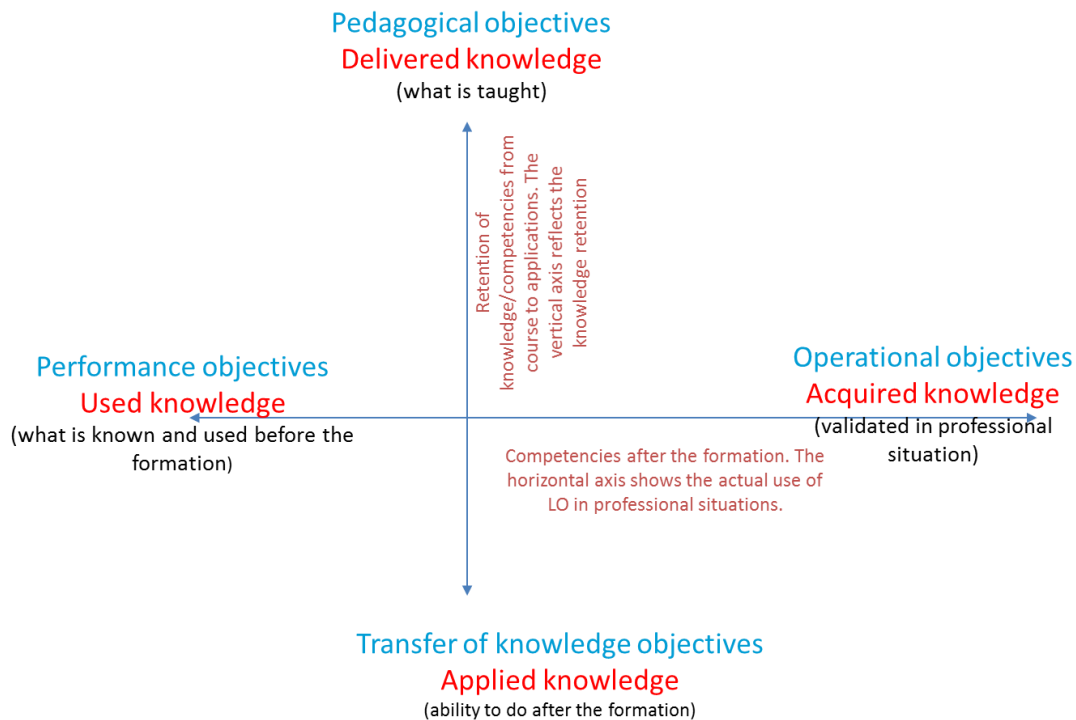 Pedagogical objectives
Delivered knowledge
(what is taught)
Retention of
knowledge/competencies from
course to applications. The
vertical axis reflects the
knowledge retention
Performance objectives
Used knowledge
(what is known and used before the
formation)
Operational objectives
Acquired knowledge
(validated in professional
situation)
Competencies after the formation. The
horizontal axis shows the actual use of
LO in professional situations.
Transfer of knowledge objectives
Applied knowledge
(ability to do after the formation)